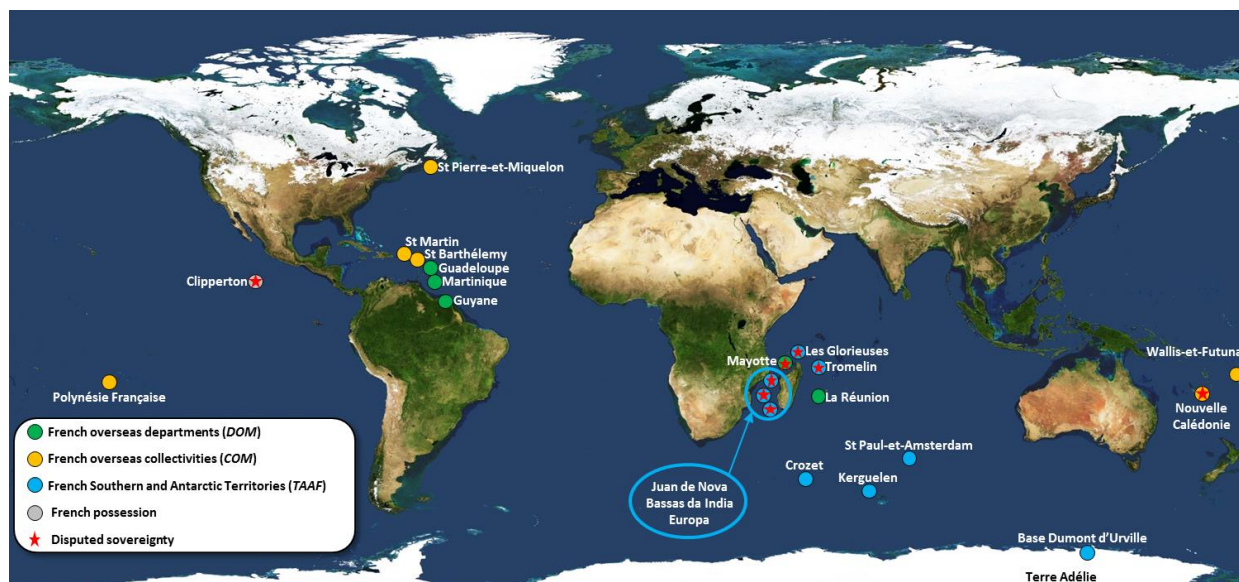 St Pierre-et-Miquelon
St Martin
St Barthélemy
Guadeloupe
Martinique
Clipperton
Guyane
Mayotte
Les Glorieuses
Tromelin
Wallis-et-Futuna
Polynésie Française
La Réunion
Nouvelle
Calédonie
French overseas departments (DOM)
French overseas collectivities (COM)
French Southern and Antarctic Territories (TAAF)
French possession
Disputed sovereignty
St Paul-et-Amsterdam
Crozet
Kerguelen
Juan de Nova
Bassas da India
Europa
Base Dumont d'Urville
Terre Adélie